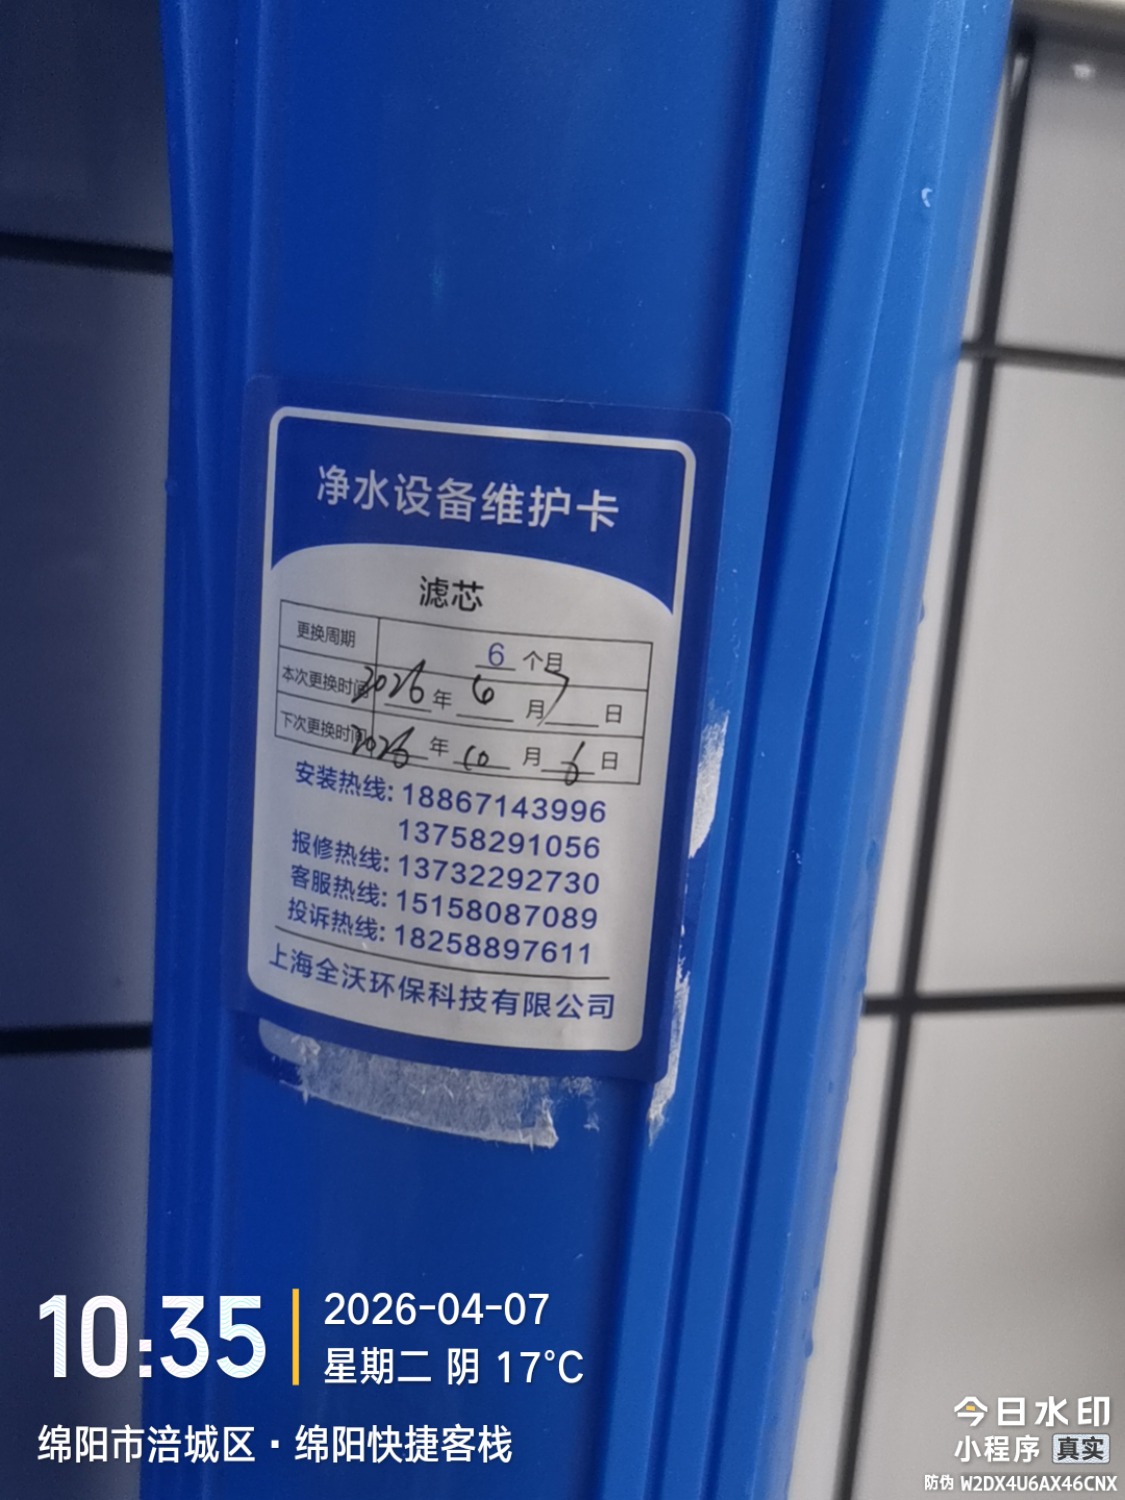 净水设备维护卡
滤芯
更换周期 6 个月
本次更换时间 2026 年 6 月 7 日
下次更换时间 2026 年 10 月 6 日
安装热线: 18867143996
13758291056
报修热线: 13732292730
客服热线: 15158087089
投诉热线: 18258897611
上海全沃环保科技有限公司
10:35
2026-04-07
星期二 阴 17°C
绵阳市涪城区·绵阳快捷客栈
今日水印
小程序 真实
防伪 W2DX4U6AX46CNX